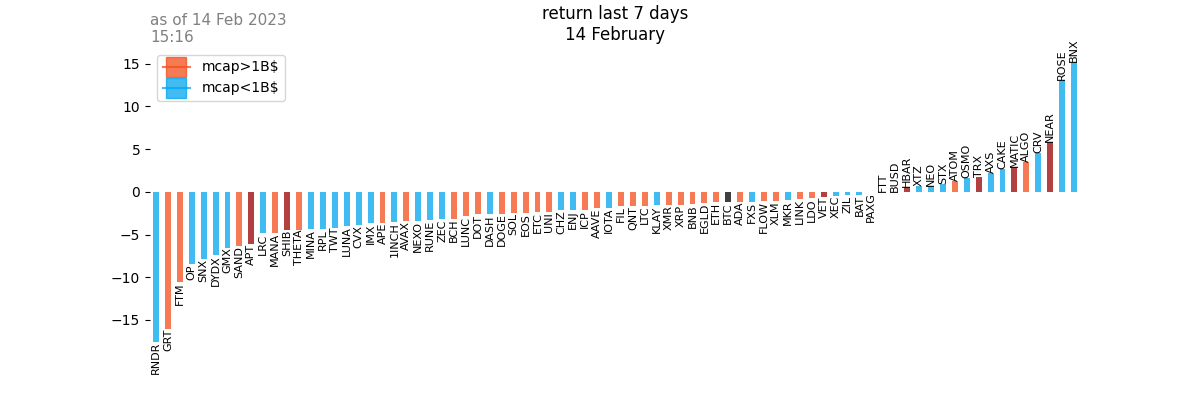 as of 14 Feb 2023
15:16
return last 7 days
14 February
mcap>1B$
mcap<1B$
15
10
5
0
−5
−10
−15
RNDR
GRT
FTM
OP
SNX
DYDX
GMX
SAND
APT
LRC
MANA
SHIB
THETA
MINA
RPL
TWT
LUNA
CVX
IMX
APE
1INCH
AVAX
NEXO
RUNE
ZEC
BCH
LUNC
DOT
DASH
DOGE
SOL
EOS
ETC
UNI
CHZ
ENJ
ICP
AAVE
IOTA
FIL
QNT
LTC
KLAY
XMR
XRP
BNB
EGLD
ETH
BTC
ADA
FXS
FLOW
XLM
MKR
LINK
LDO
VET
XEC
ZIL
BAT
PAXG
FTT
BUSD
HBAR
XTZ
NEO
STX
ATOM
OSMO
TRX
AXS
CAKE
MATIC
ALGO
CRV
NEAR
ROSE
BNX